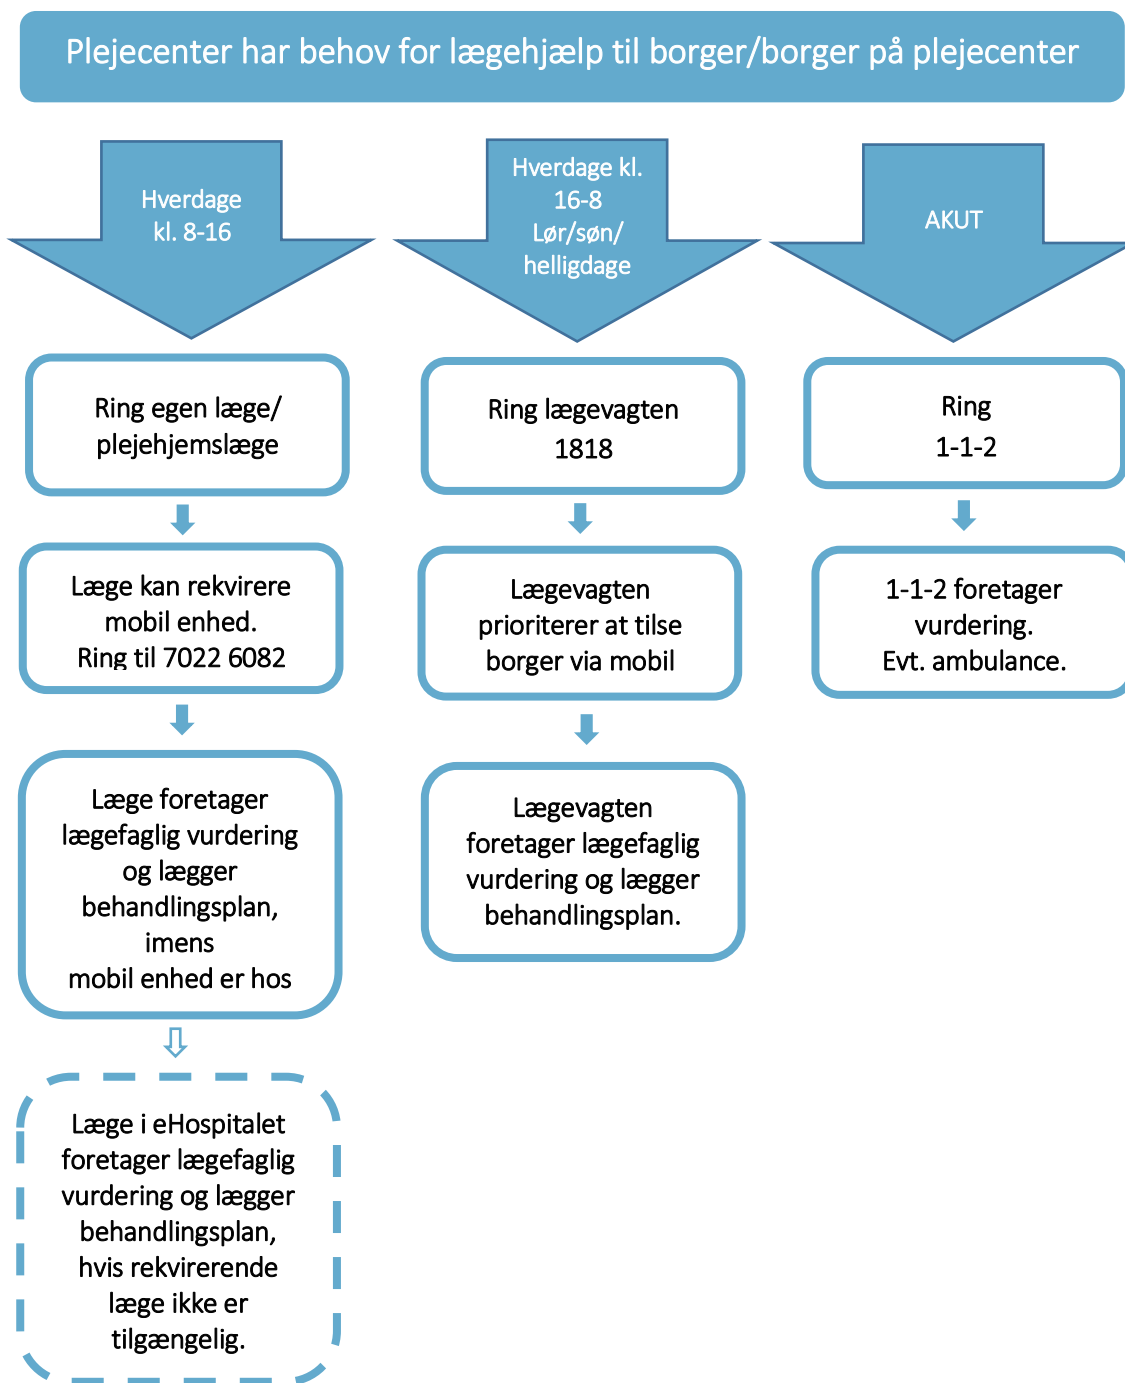 Plejecenter har behov for lægehjælp til borger/borger på plejecenter
Hverdage
kl. 8-16
Ring egen læge/
plejehjemslæge
Læge kan rekvirere
mobil enhed.
Ring til 7022 6082
Læge foretager
lægefaglig vurdering
og lægger
behandlingsplan,
imens
mobil enhed er hos
Læge i eHospitalet
foretager lægefaglig
vurdering og lægger
behandlingsplan,
hvis rekvirerende
læge ikke er
tilgængelig.
Hverdage kl.
16-8
Lør/søn/
helligdage
Ring lægevagten
1818
Lægevagten
prioriterer at tilse
borger via mobil
Lægevagten
foretager lægefaglig
vurdering og lægger
behandlingsplan.
AKUT
Ring
1-1-2
1-1-2 foretager
vurdering.
Evt. ambulance.